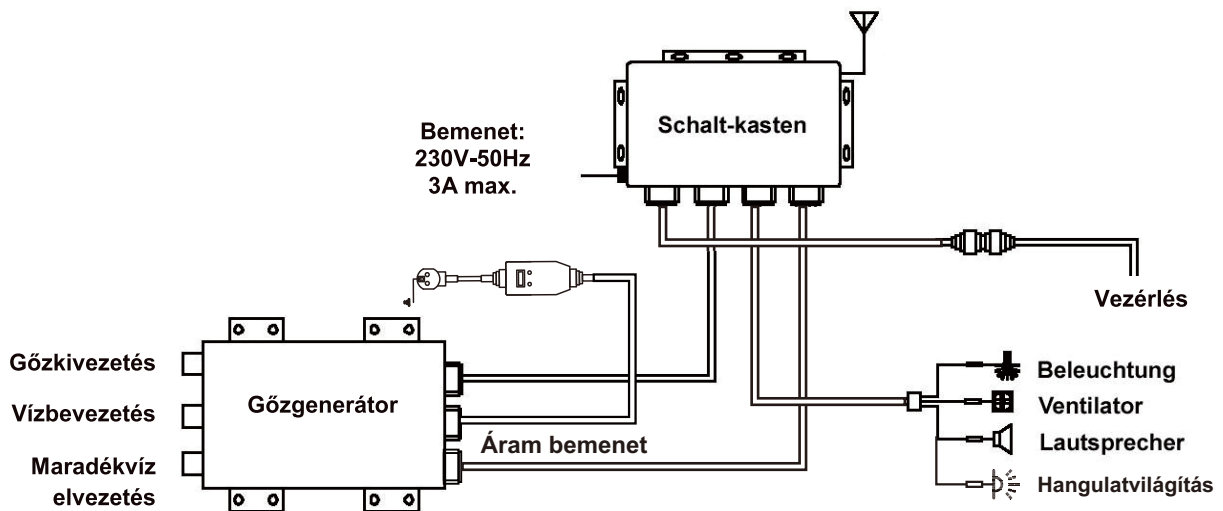 Schalt-kasten
Bemenet:
230V-50Hz
3A max.
Vezérlés
Gőzkivezetés
Vízbevezetés
Maradékvíz
elvezetés
Gőzgenerátor
Áram bemenet
Beleuchtung
Ventilator
Lautsprecher
Hangulatvilágítás